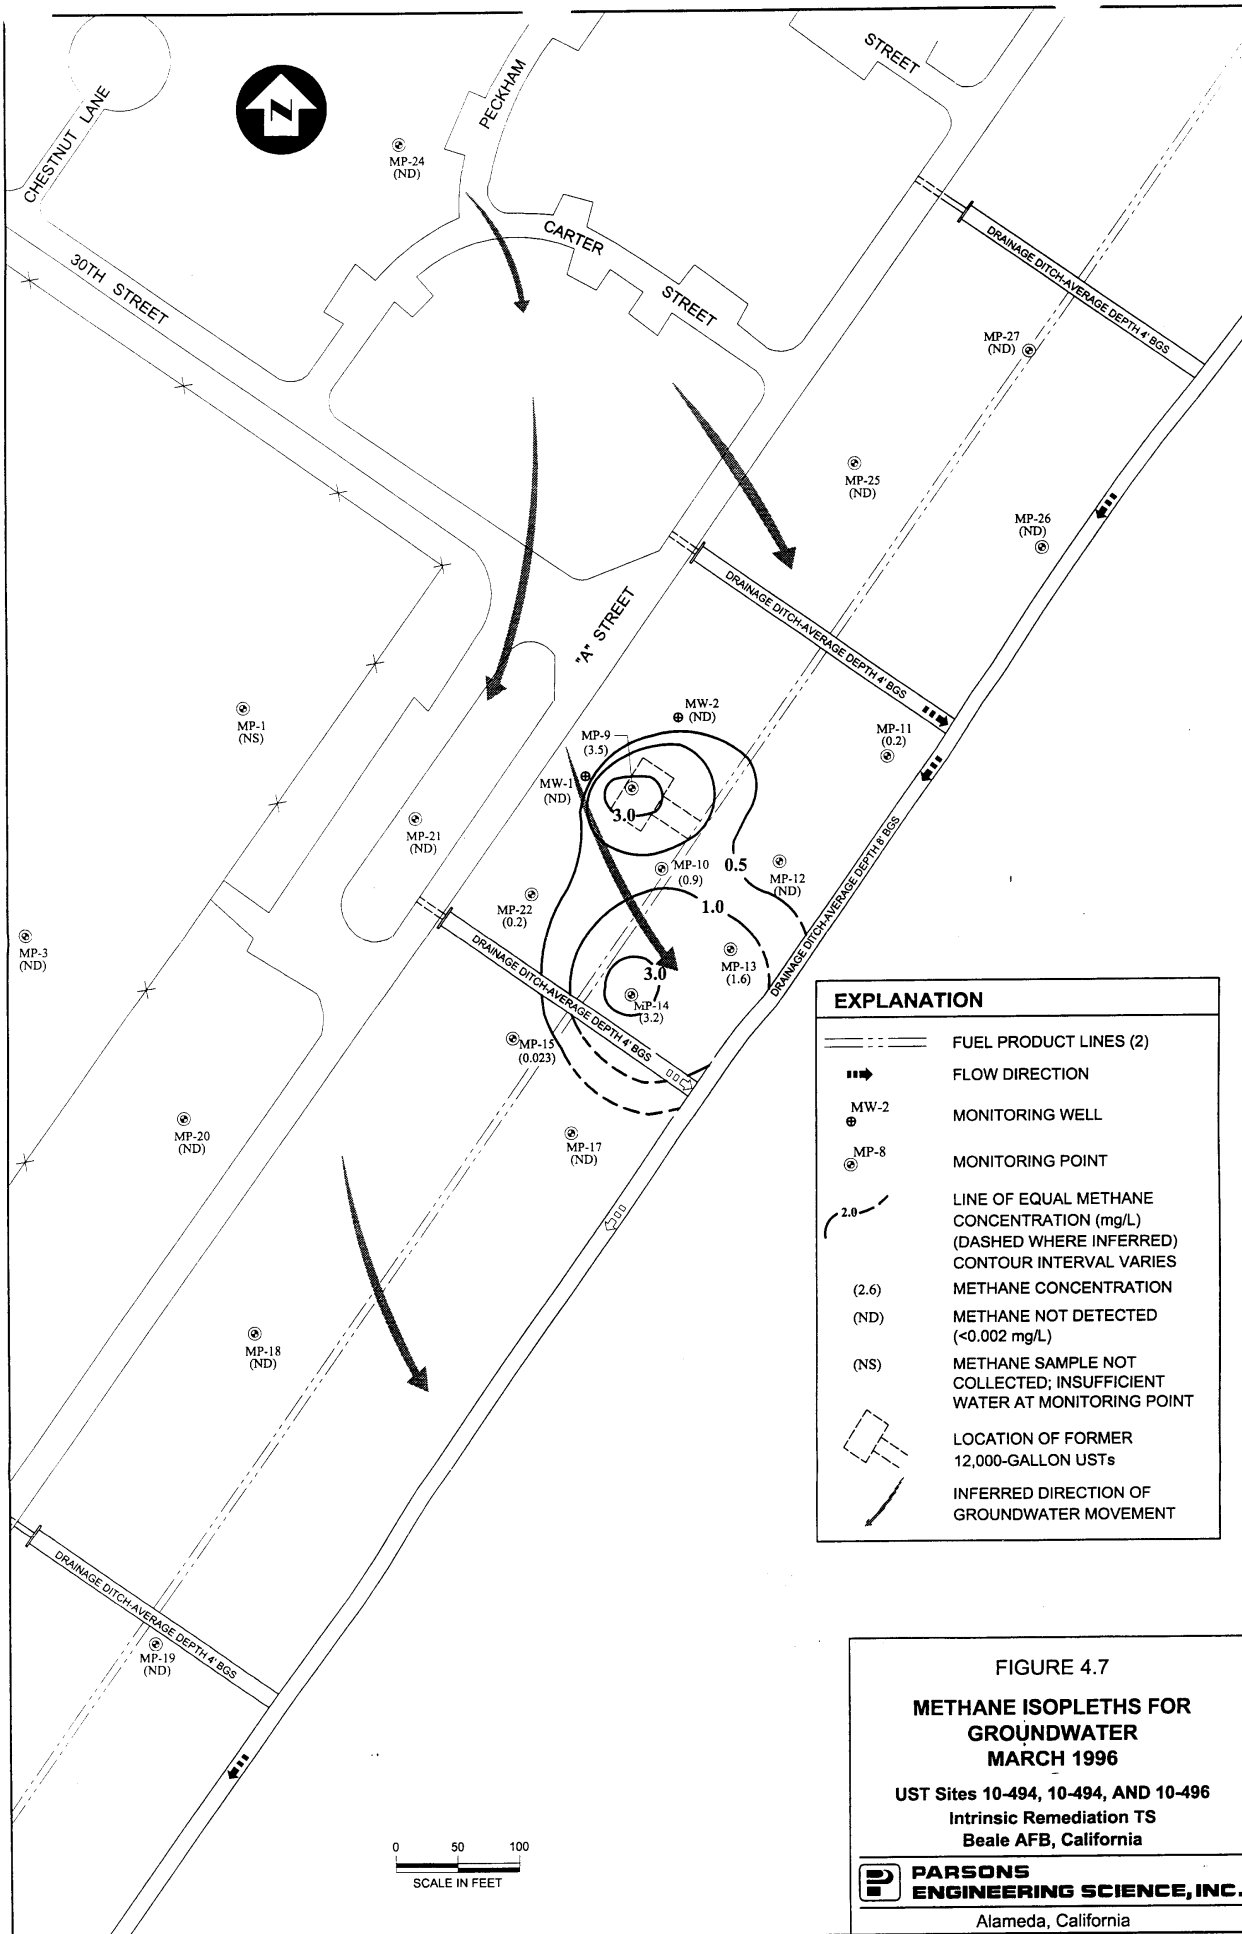 STREET
PECKHAM
CHESTNUT LANE
N
MP-24
(ND)
CARTER
STREET
30TH STREET
DRAINAGE DITCH-AVERAGE DEPTH 4' BGS
MP-27
(ND)
MP-25
(ND)
MP-26
(ND)
DRAINAGE DITCH-AVERAGE DEPTH 4' BGS
"A" STREET
MP-1
(NS)
MW-2
(ND)
MP-9
(3.5)
MP-11
(0.2)
MW-1
(ND)
3.0
MP-21
(ND)
MP-10
(0.9)
0.5
MP-12
(ND)
DRAINAGE DITCH-AVERAGE DEPTH 8' BGS
MP-22
(0.2)
1.0
MP-3
(ND)
DRAINAGE DITCH-AVERAGE DEPTH 4' BGS
3.0
MP-13
(1.6)
MP-14
(3.2)
MP-15
(0.023)
MP-20
(ND)
MP-17
(ND)
MP-18
(ND)
DRAINAGE DITCH-AVERAGE DEPTH 4' BGS
MP-19
(ND)
EXPLANATION
FUEL PRODUCT LINES (2)
FLOW DIRECTION
MW-2
MONITORING WELL
MP-8
MONITORING POINT
2.0
LINE OF EQUAL METHANE
CONCENTRATION (mg/L)
(DASHED WHERE INFERRED)
CONTOUR INTERVAL VARIES
(2.6) METHANE CONCENTRATION
(ND) METHANE NOT DETECTED
(<0.002 mg/L)
(NS) METHANE SAMPLE NOT
COLLECTED; INSUFFICIENT
WATER AT MONITORING POINT
LOCATION OF FORMER
12,000-GALLON USTs
INFERRED DIRECTION OF
GROUNDWATER MOVEMENT
0 50 100
SCALE IN FEET
FIGURE 4.7
METHANE ISOPLETHS FOR
GROUNDWATER
MARCH 1996
UST Sites 10-494, 10-494, AND 10-496
Intrinsic Remediation TS
Beale AFB, California
PARSONS
ENGINEERING SCIENCE, INC.
Alameda, California